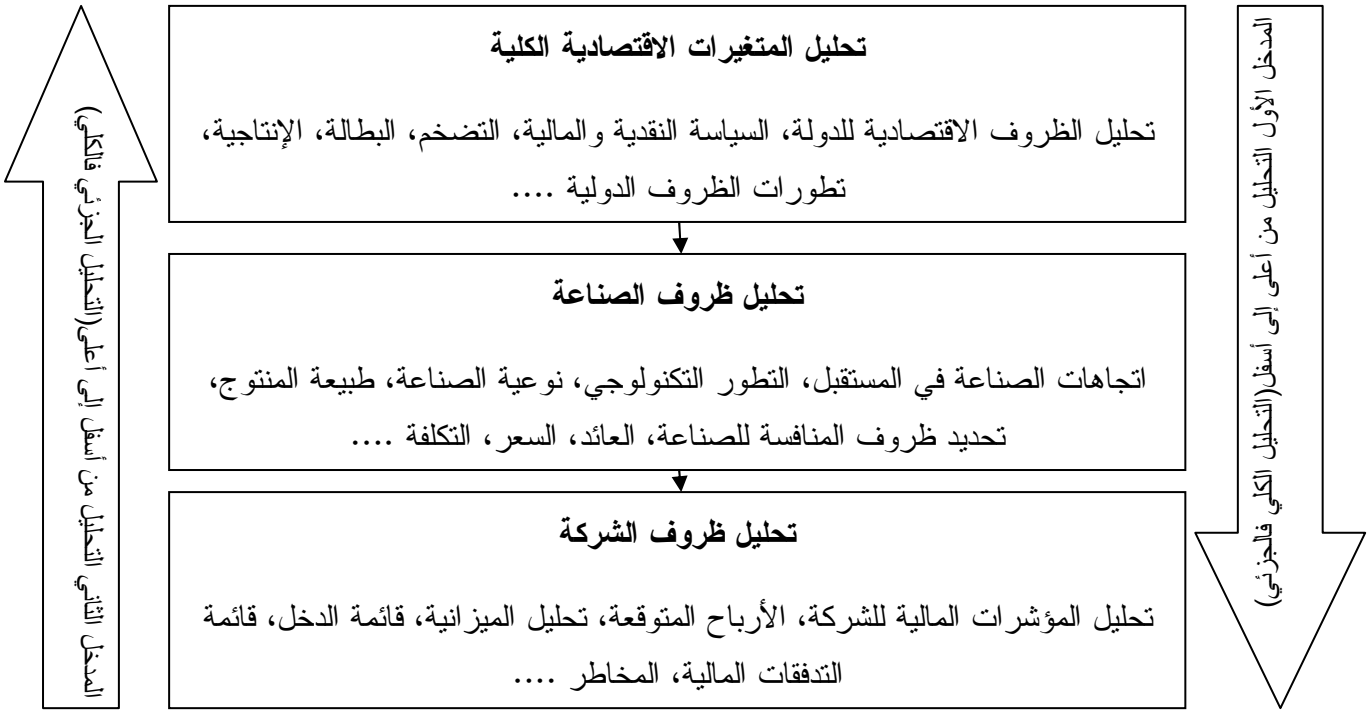 تحليل المتغيرات الاقتصادية الكلية
تحليل الظروف الاقتصادية للدولة، السياسة النقدية والمالية، التضخم، البطالة، الإنتاجية،
تطورات الظروف الدولية ....
تحليل ظروف الصناعة
اتجاهات الصناعة في المستقبل، التطور التكنولوجي، نوعية الصناعة، طبيعة المنتوج،
تحديد ظروف المنافسة للصناعة، العائد، السعر، التكلفة ....
تحليل ظروف الشركة
تحليل المؤشرات المالية للشركة، الأرباح المتوقعة، تحليل الميزانية، قائمة الدخل، قائمة
التدفقات المالية، المخاطر ....
المدخل الأول التحليل من أعلى إلى أسفل(التحليل الكلي فالجزئي)
المدخل الثاني التحليل من أسفل إلى أعلى(التحليل الجزئي فالكلي)